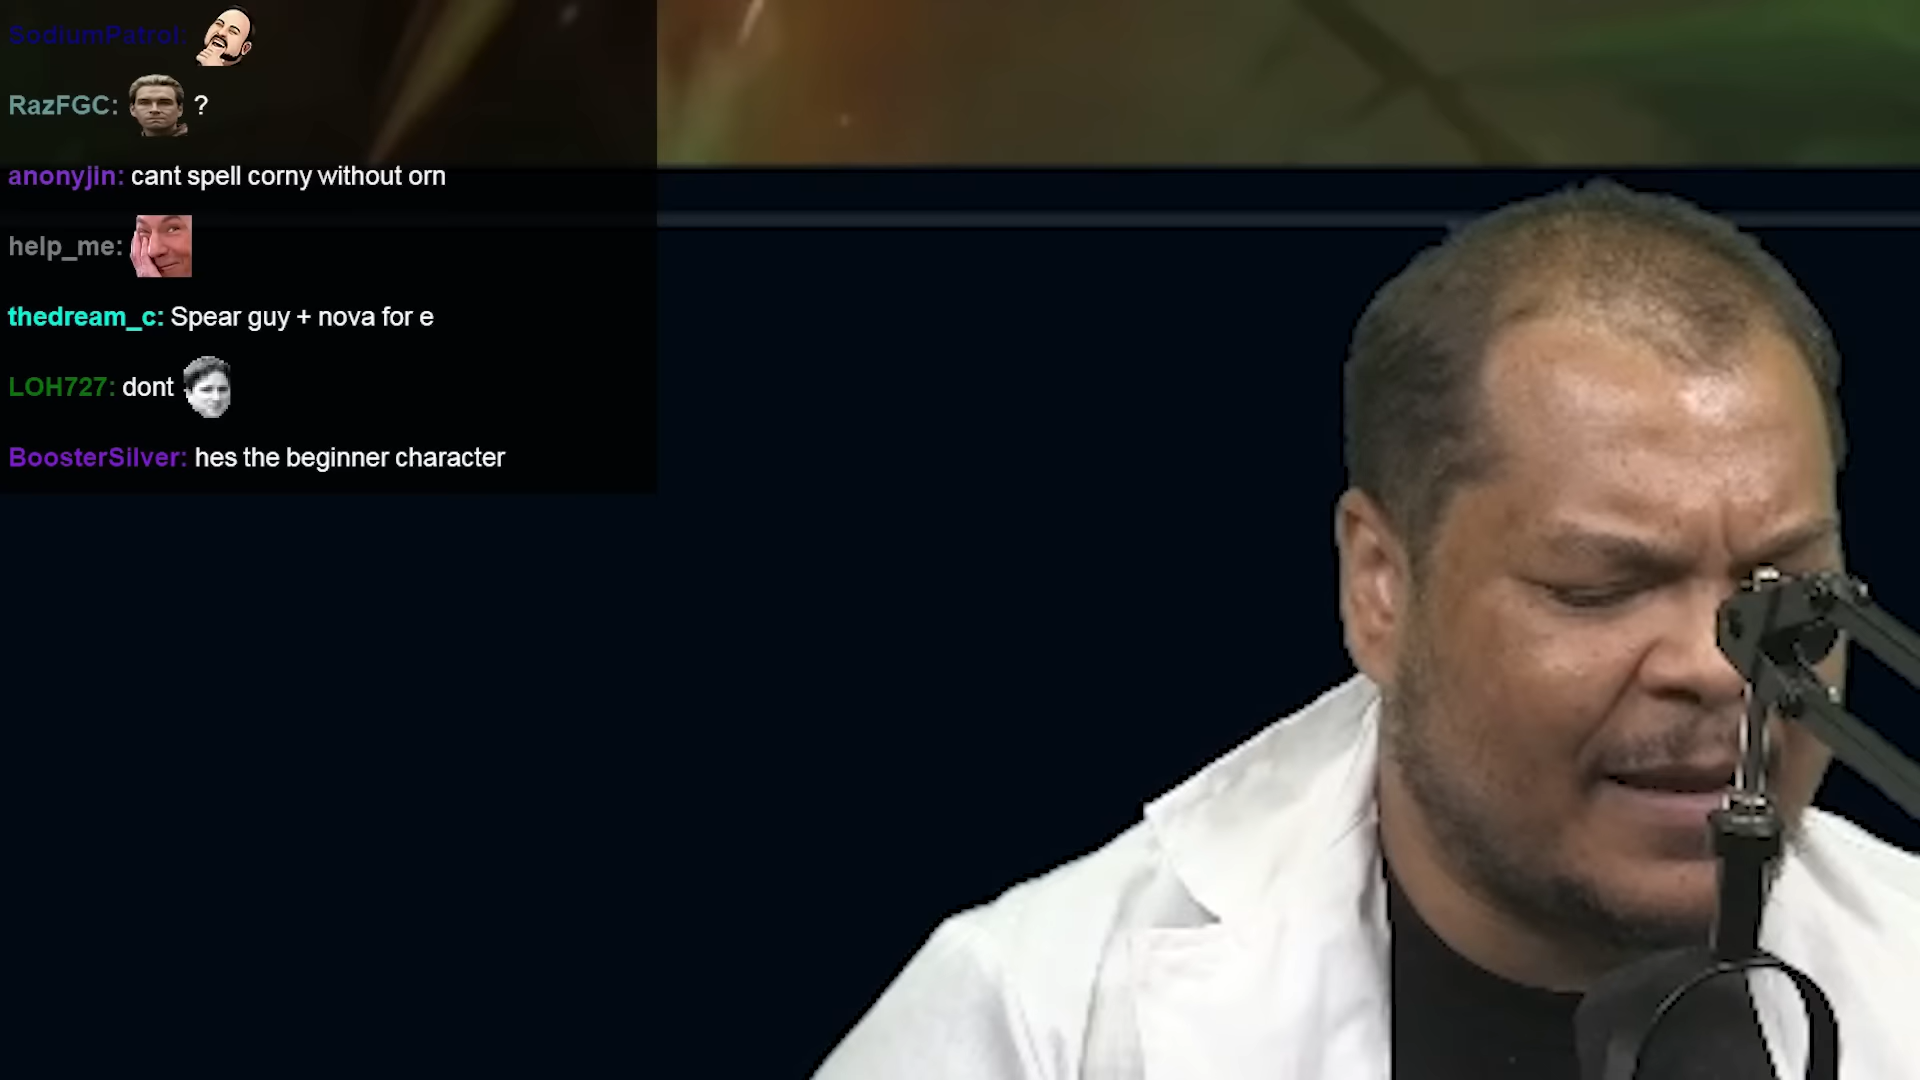 SodiumPatrol:
RazFGC: ?
anonyjin: cant spell corny without orn
help_me:
thedream_c: Spear guy + nova for e
LOH727: dont
BoosterSilver: hes the beginner character